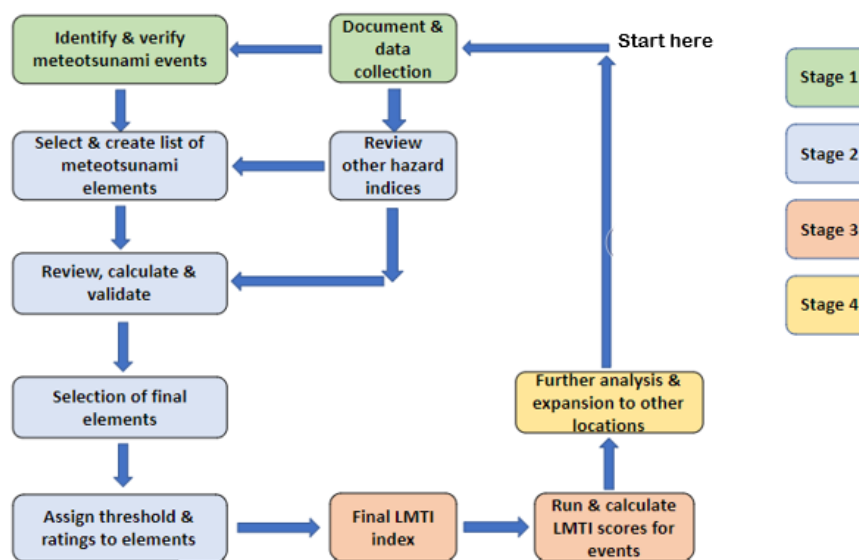 Start here
Document &
data
collection
Identify & verify
meteotsunami events
Select & create list of
meteotsunami
elements
Review
other hazard
indices
Review, calculate &
validate
Selection of final
elements
Assign threshold &
ratings to elements
Final LMTI
index
Run & calculate
LMTI scores for
events
Further analysis &
expansion to other
locations
Stage 1
Stage 2
Stage 3
Stage 4